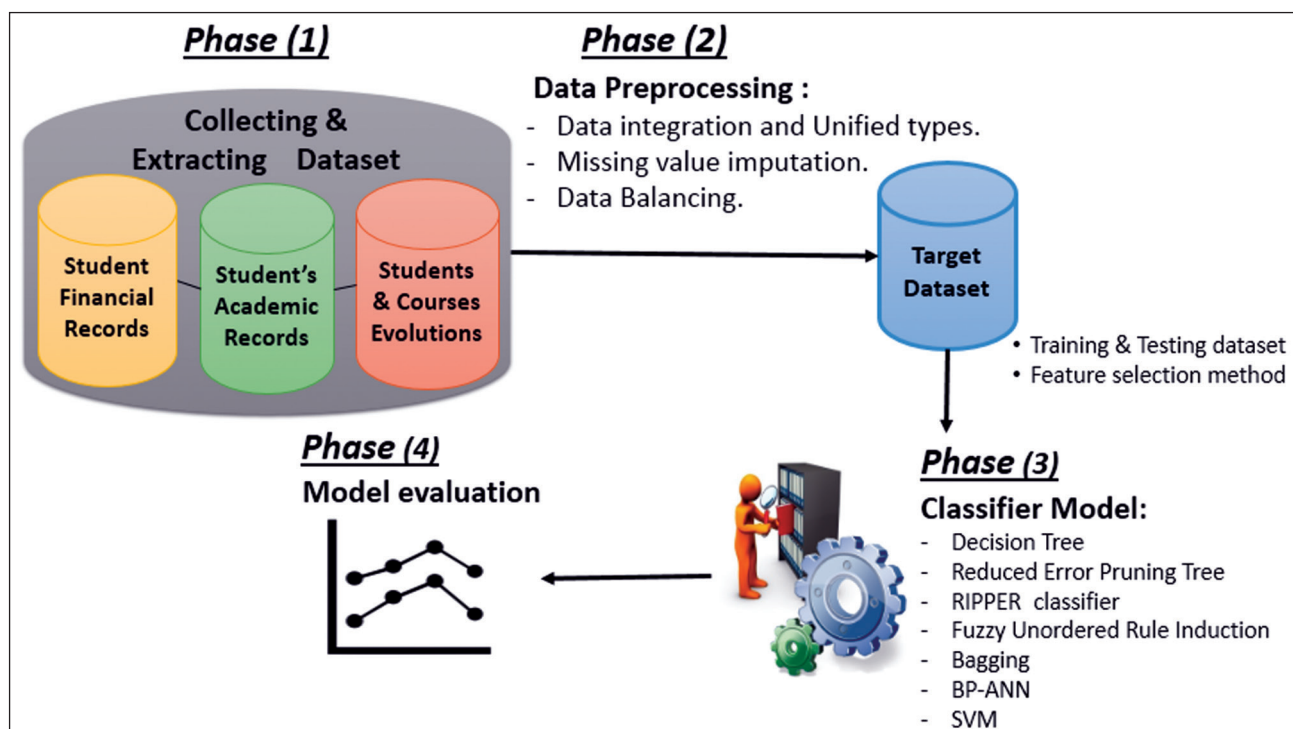 Phase (1)
Collecting &
Extracting Dataset
Student
Financial
Records
Student's
Academic
Records
Students
& Courses
Evolutions
Phase (2)
Data Preprocessing :
- Data integration and Unified types.
- Missing value imputation.
- Data Balancing.
Target
Dataset
• Training & Testing dataset
• Feature selection method
Phase (3)
Classifier Model:
- Decision Tree
- Reduced Error Pruning Tree
- RIPPER classifier
- Fuzzy Unordered Rule Induction
- Bagging
- BP-ANN
- SVM
Phase (4)
Model evaluation